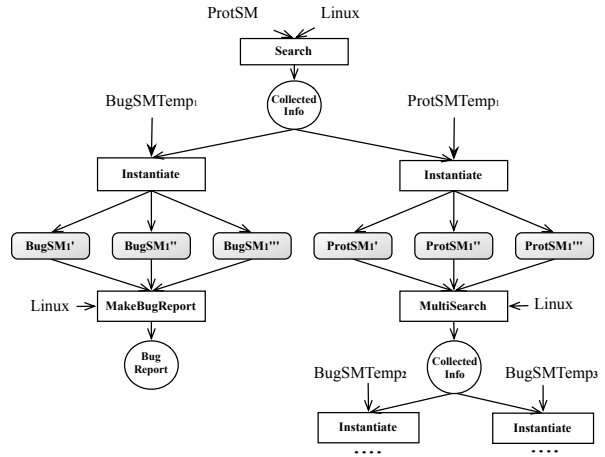 ProtSM Linux
Search
Collected
Info
BugSMTemp₁ ProtSMTemp₁
Instantiate Instantiate
BugSM1' BugSM1'' BugSM1''' ProtSM1' ProtSM1'' ProtSM1'''
Linux MakeBugReport MultiSearch Linux
Bug
Report
Collected
Info
BugSMTemp₂ BugSMTemp₃
Instantiate Instantiate
.... ....